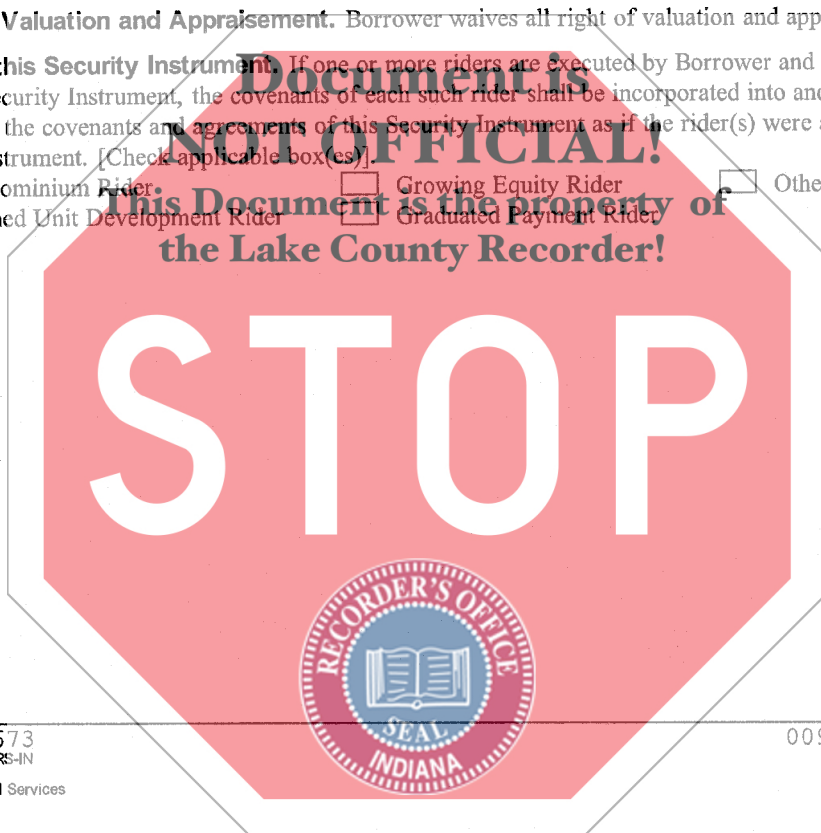 Valuation and Appraisement. Borrower waives all right of valuation and app
this Security Instrument. If one or more riders are executed by Borrower and
curity Instrument, the covenants of each such rider shall be incorporated into and
the covenants and agreements of this Security Instrument as if the rider(s) were a
strument. [Check applicable box(es)].
ominium Rider Growing Equity Rider Othe
ed Unit Development Rider Graduated Payment Rider
Document is
NOT OFFICIAL!
This Document is the property of
the Lake County Recorder!
STOP
RECORDER'S OFFICE
SEAL
INDIANA
573 009
RS-IN
l Services